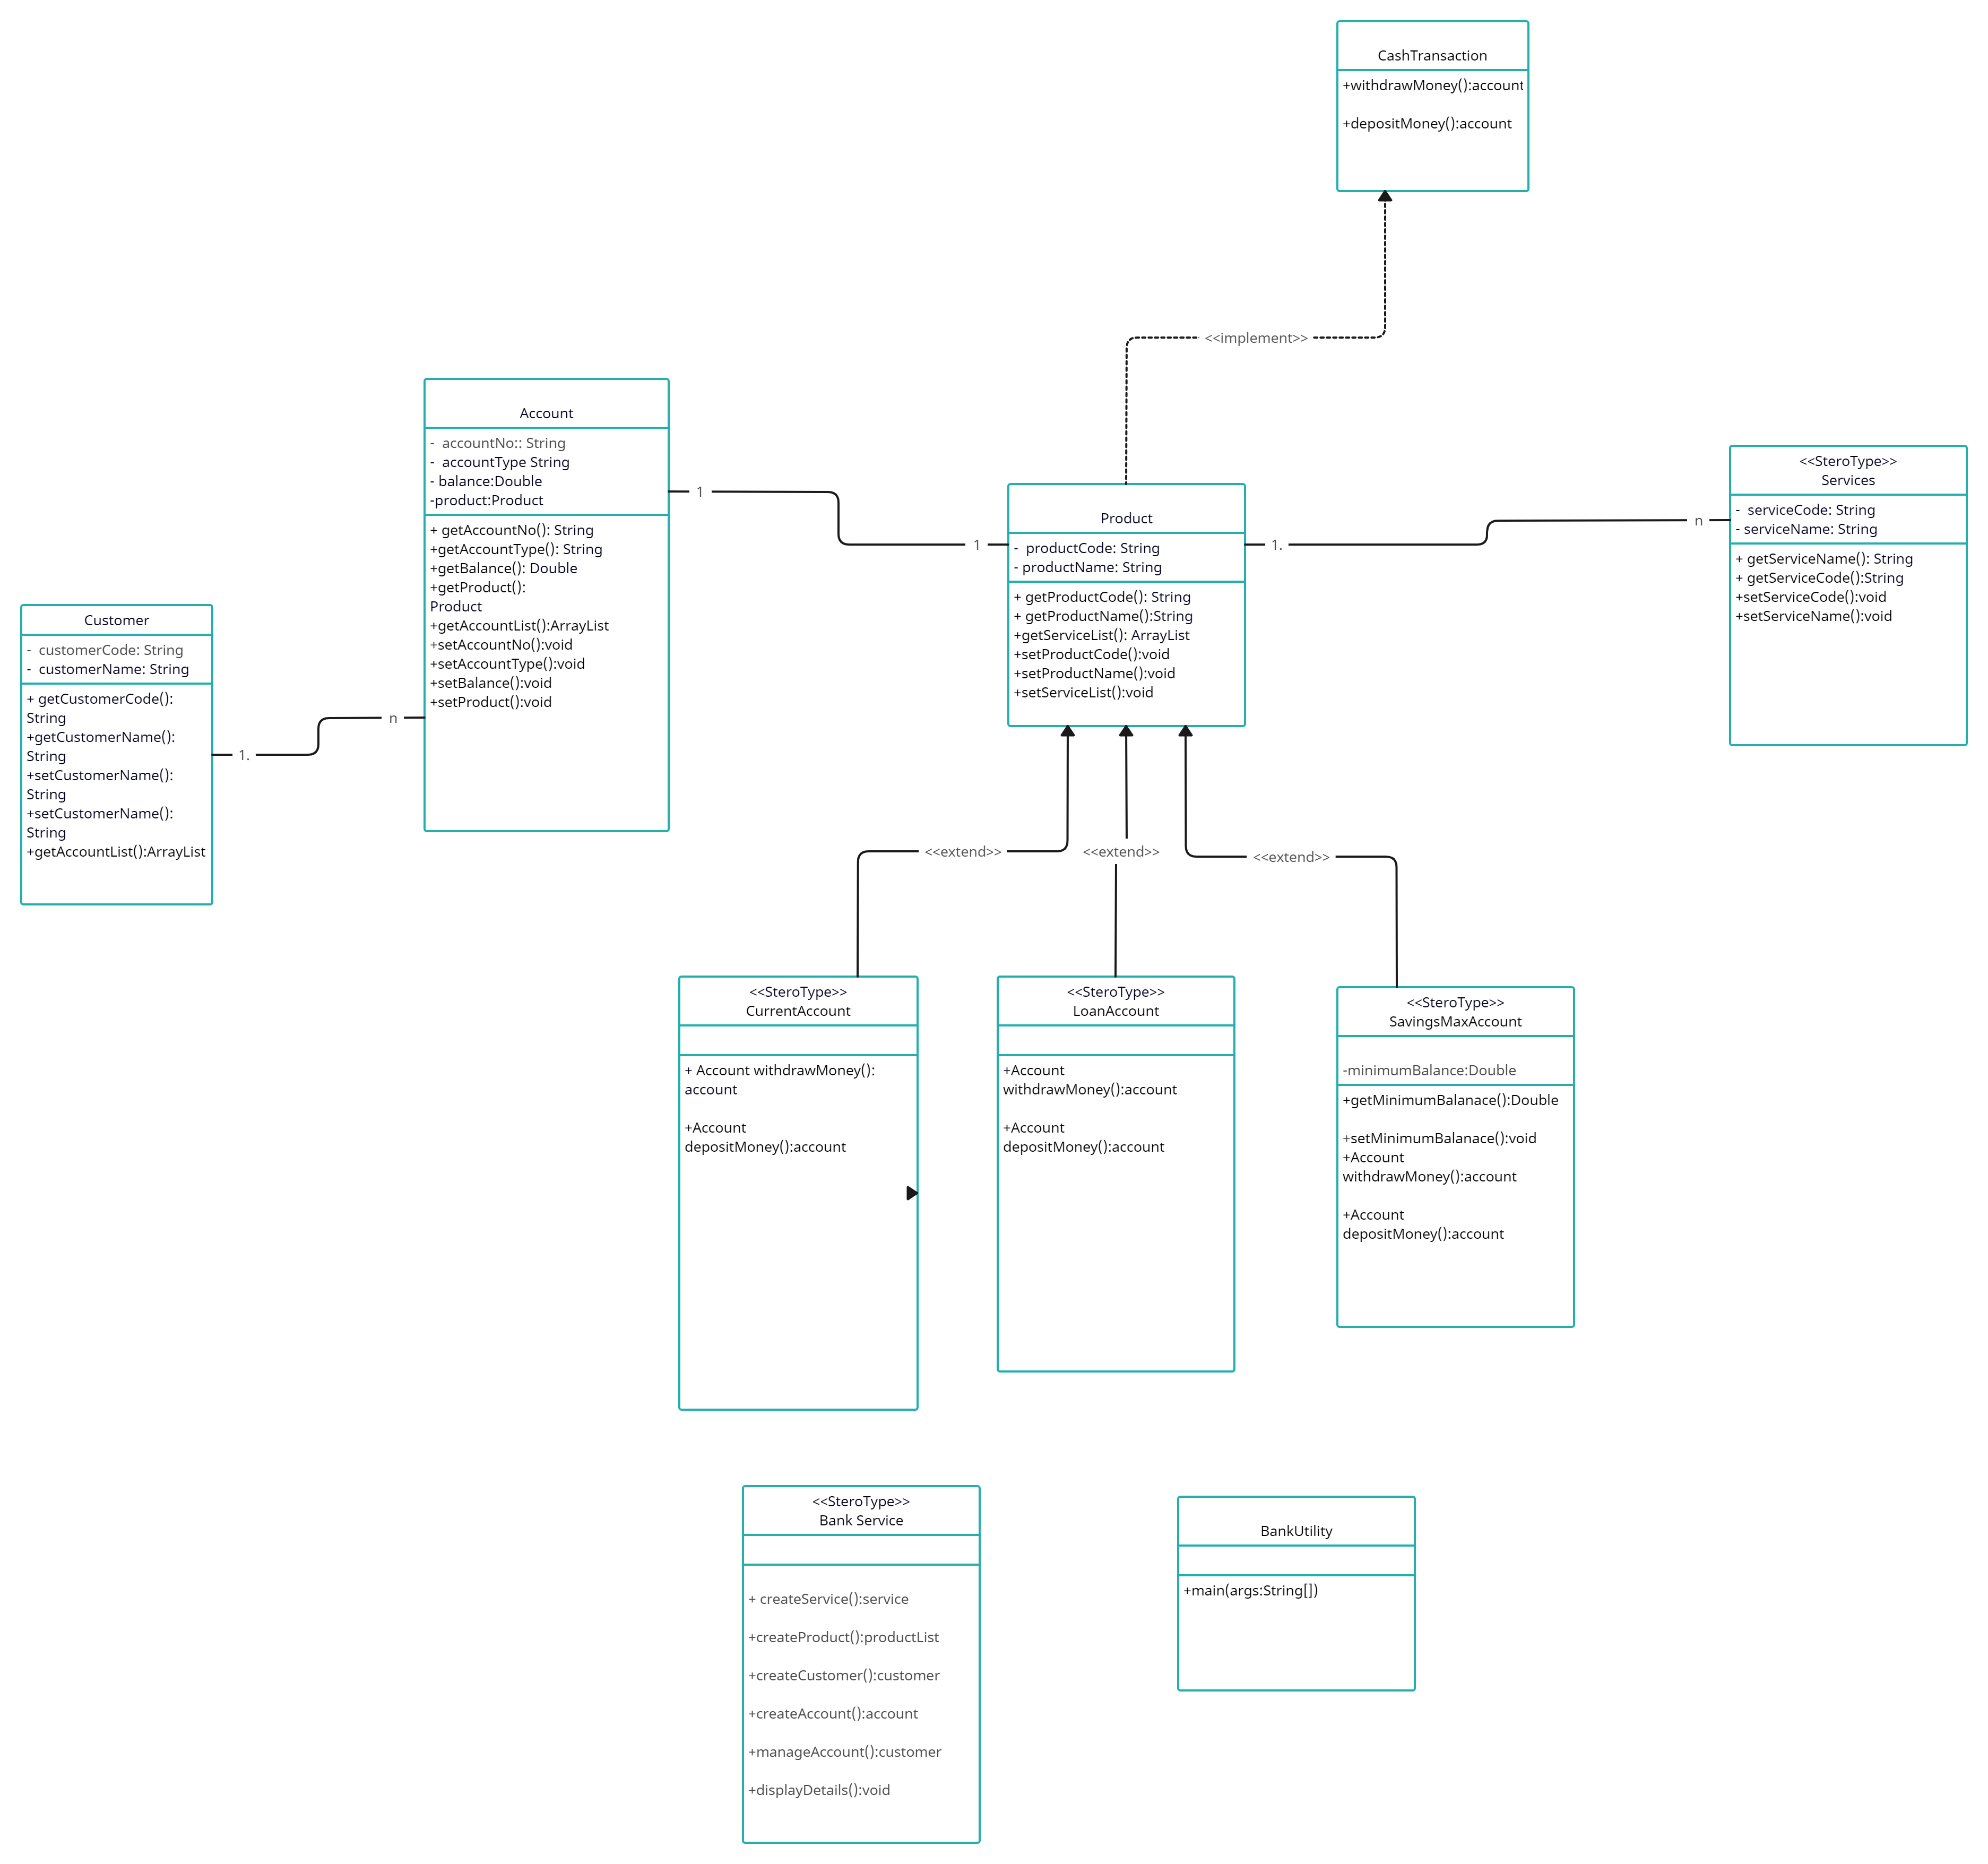 CashTransaction
+withdrawMoney():account
+depositMoney():account
<<implement>>
Account
-  accountNo:: String
-  accountType String
- balance:Double
-product:Product
+ getAccountNo(): String
+getAccountType(): String
+getBalance(): Double
+getProduct():
Product
+getAccountList():ArrayList
+setAccountNo():void
+setAccountType():void
+setBalance():void
+setProduct():void
1
1
Product
-  productCode: String
- productName: String
+ getProductCode(): String
+ getProductName():String
+getServiceList(): ArrayList
+setProductCode():void
+setProductName():void
+setServiceList():void
1.
n
<<SteroType>>
Services
-  serviceCode: String
- serviceName: String
+ getServiceName(): String
+ getServiceCode():String
+setServiceCode():void
+setServiceName():void
Customer
-  customerCode: String
-  customerName: String
+ getCustomerCode():
String
+getCustomerName():
String
+setCustomerName():
String
+setCustomerName():
String
+getAccountList():ArrayList
1.
n
<<extend>>
<<extend>>
<<extend>>
<<SteroType>>
CurrentAccount
+ Account withdrawMoney():
account
+Account
depositMoney():account
<<SteroType>>
LoanAccount
+Account
withdrawMoney():account
+Account
depositMoney():account
<<SteroType>>
SavingsMaxAccount
-minimumBalance:Double
+getMinimumBalanace():Double
+setMinimumBalanace():void
+Account
withdrawMoney():account
+Account
depositMoney():account
<<SteroType>>
Bank Service
+ createService():service
+createProduct():productList
+createCustomer():customer
+createAccount():account
+manageAccount():customer
+displayDetails():void
BankUtility
+main(args:String[])